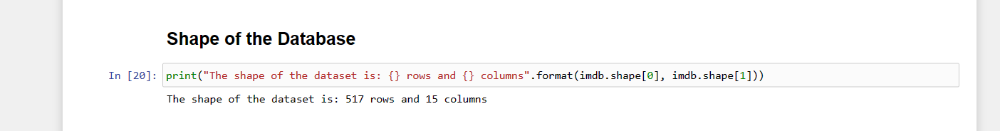 Shape of the Database
In [20]: print("The shape of the dataset is: {} rows and {} columns".format(imdb.shape[0], imdb.shape[1]))
The shape of the dataset is: 517 rows and 15 columns